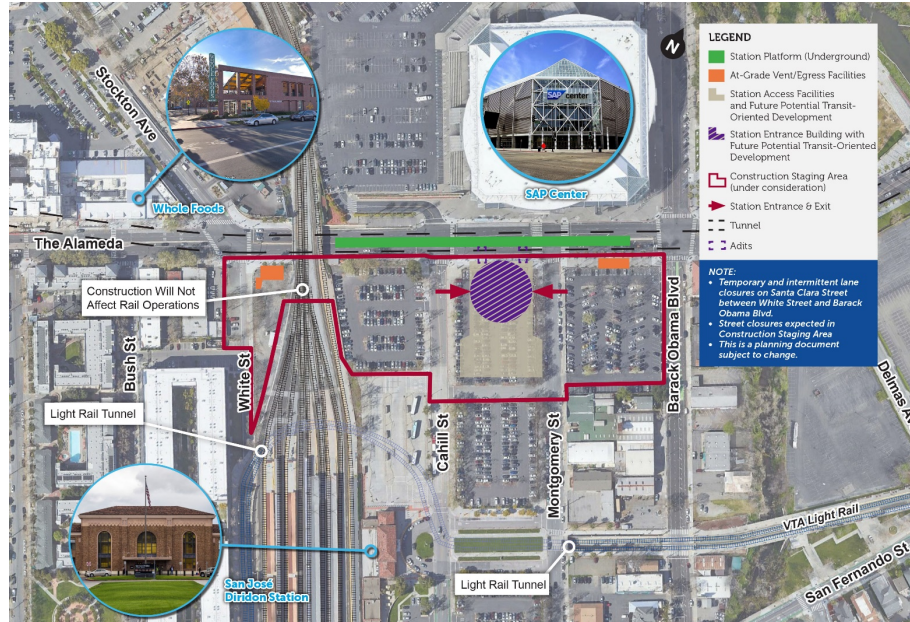 Stockton Ave
Whole Foods
SAP center
SAP Center
N
The Alameda
Construction Will Not
Affect Rail Operations
Bush St
White St
Light Rail Tunnel
Cahill St
Montgomery St
Barack Obama Blvd
Delmas A
San José
Diridon Station
Light Rail Tunnel
VTA Light Rail
San Fernando St
LEGEND
Station Platform (Underground)
At-Grade Vent/Egress Facilities
Station Access Facilities
and Future Potential Transit-
Oriented Development
Station Entrance Building with
Future Potential Transit-Oriented
Development
Construction Staging Area
(under consideration)
Station Entrance & Exit
Tunnel
Adits
NOTE:
• Temporary and intermittent lane
closures on Santa Clara Street
between White Street and Barack
Obama Blvd.
• Street closures expected in
Construction Staging Area
• This is a planning document
subject to change.